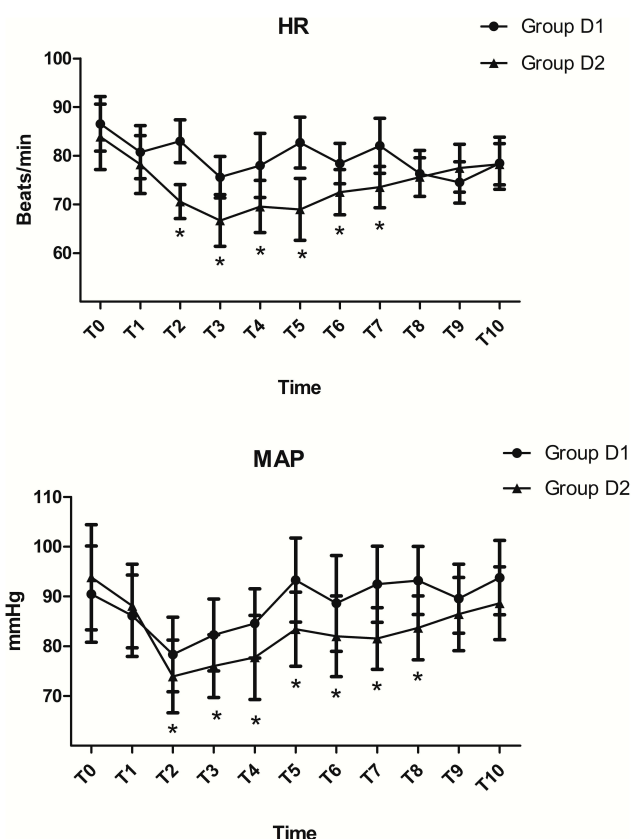 HR
Group D1
Group D2
Beats/min
100
90
80
70
60
*
*
*
*
*
*
T0
T1
T2
T3
T4
T5
T6
T7
T8
T9
T10
Time
MAP
Group D1
Group D2
mmHg
110
100
90
80
70
*
*
*
*
*
*
*
T0
T1
T2
T3
T4
T5
T6
T7
T8
T9
T10
Time